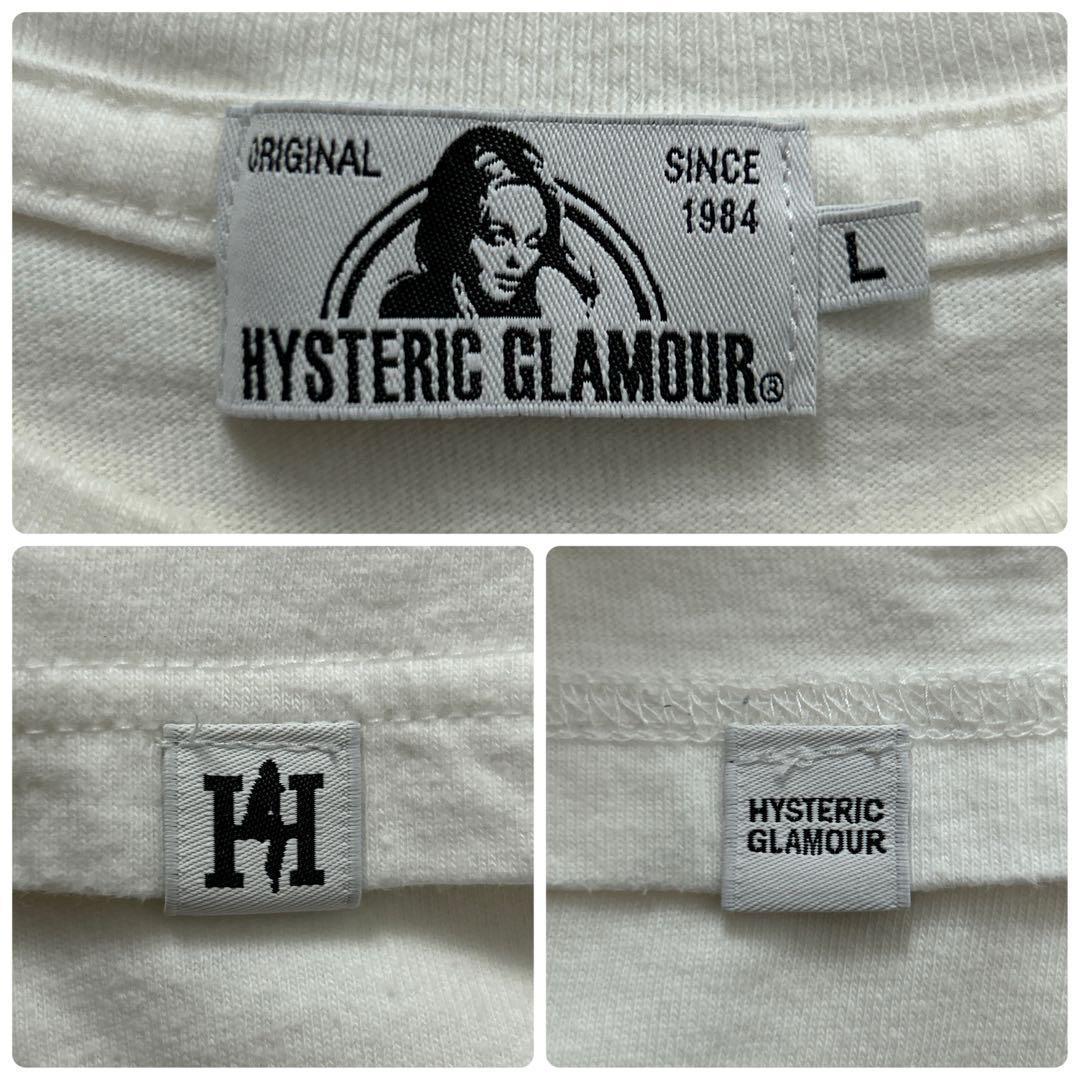 ORIGINAL
SINCE
1984
L
HYSTERIC GLAMOUR®
H
HYSTERIC
GLAMOUR